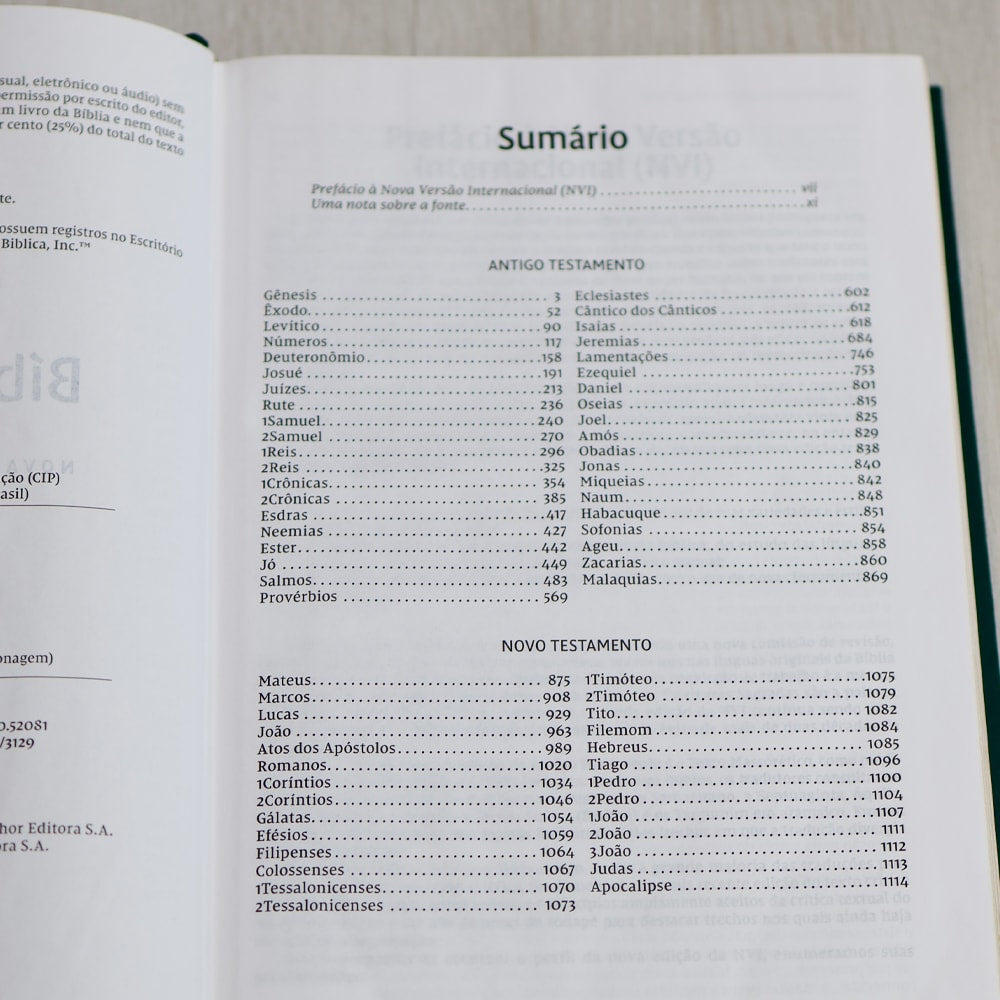 sual, eletrônico ou áudio) sem
ermissão por escrito do editor,
m livro da Bíblia e nem que a
r cento (25%) do total do texto
te.
ossuem registros no Escritório
Biblica, Inc.™
ção (CIP)
asil)
onagem)
0.52081
/3129
hor Editora S.A.
ora S.A.
Sumário
Prefácio à Nova Versão Internacional (NVI) . . . . . . . . . . . . . . . . . . . . . . . . . vii
Uma nota sobre a fonte. . . . . . . . . . . . . . . . . . . . . . . . . . . . . . . . . . . . . . . . . . xi
ANTIGO TESTAMENTO
Gênesis . . . . . . . . . . . . . . . . . . . . . . . . . . . . 3
Êxodo. . . . . . . . . . . . . . . . . . . . . . . . . . . . 52
Levítico . . . . . . . . . . . . . . . . . . . . . . . . . . . 90
Números . . . . . . . . . . . . . . . . . . . . . . . . . . 117
Deuteronômio . . . . . . . . . . . . . . . . . . . . . 158
Josué . . . . . . . . . . . . . . . . . . . . . . . . . . . . 191
Juízes. . . . . . . . . . . . . . . . . . . . . . . . . . . . 213
Rute . . . . . . . . . . . . . . . . . . . . . . . . . . . . 236
1Samuel. . . . . . . . . . . . . . . . . . . . . . . . . . 240
2Samuel . . . . . . . . . . . . . . . . . . . . . . . . . 270
1Reis . . . . . . . . . . . . . . . . . . . . . . . . . . . . 296
2Reis . . . . . . . . . . . . . . . . . . . . . . . . . . . . 325
1Crônicas. . . . . . . . . . . . . . . . . . . . . . . . . 354
2Crônicas . . . . . . . . . . . . . . . . . . . . . . . . 385
Esdras . . . . . . . . . . . . . . . . . . . . . . . . . . . 417
Neemias . . . . . . . . . . . . . . . . . . . . . . . . . 427
Ester. . . . . . . . . . . . . . . . . . . . . . . . . . . . . 442
Jó . . . . . . . . . . . . . . . . . . . . . . . . . . . . . . . 449
Salmos. . . . . . . . . . . . . . . . . . . . . . . . . . . 483
Provérbios . . . . . . . . . . . . . . . . . . . . . . . 569
Eclesiastes . . . . . . . . . . . . . . . . . . . . . . . 602
Cântico dos Cânticos . . . . . . . . . . . . . . . 612
Isaías . . . . . . . . . . . . . . . . . . . . . . . . . . . 618
Jeremias . . . . . . . . . . . . . . . . . . . . . . . . . 684
Lamentações . . . . . . . . . . . . . . . . . . . . . 746
Ezequiel . . . . . . . . . . . . . . . . . . . . . . . . . 753
Daniel . . . . . . . . . . . . . . . . . . . . . . . . . . . 801
Oseias . . . . . . . . . . . . . . . . . . . . . . . . . . . 815
Joel. . . . . . . . . . . . . . . . . . . . . . . . . . . . . . 825
Amós . . . . . . . . . . . . . . . . . . . . . . . . . . . . 829
Obadias . . . . . . . . . . . . . . . . . . . . . . . . . . 838
Jonas . . . . . . . . . . . . . . . . . . . . . . . . . . . . 840
Miqueias . . . . . . . . . . . . . . . . . . . . . . . . . 842
Naum. . . . . . . . . . . . . . . . . . . . . . . . . . . . 848
Habacuque . . . . . . . . . . . . . . . . . . . . . . . 851
Sofonias . . . . . . . . . . . . . . . . . . . . . . . . . 854
Ageu. . . . . . . . . . . . . . . . . . . . . . . . . . . . . 858
Zacarias. . . . . . . . . . . . . . . . . . . . . . . . . . 860
Malaquias. . . . . . . . . . . . . . . . . . . . . . . . 869
NOVO TESTAMENTO
Mateus. . . . . . . . . . . . . . . . . . . . . . . . . . . 875
Marcos. . . . . . . . . . . . . . . . . . . . . . . . . . . 908
Lucas . . . . . . . . . . . . . . . . . . . . . . . . . . . . 929
João . . . . . . . . . . . . . . . . . . . . . . . . . . . . . 963
Atos dos Apóstolos. . . . . . . . . . . . . . . . . 989
Romanos. . . . . . . . . . . . . . . . . . . . . . . . . 1020
1Coríntios . . . . . . . . . . . . . . . . . . . . . . . . 1034
2Coríntios . . . . . . . . . . . . . . . . . . . . . . . . 1046
Gálatas. . . . . . . . . . . . . . . . . . . . . . . . . . . 1054
Efésios . . . . . . . . . . . . . . . . . . . . . . . . . . . 1059
Filipenses . . . . . . . . . . . . . . . . . . . . . . . . 1064
Colossenses . . . . . . . . . . . . . . . . . . . . . . 1067
1Tessalonicenses. . . . . . . . . . . . . . . . . . . 1070
2Tessalonicenses . . . . . . . . . . . . . . . . . . 1073
1Timóteo. . . . . . . . . . . . . . . . . . . . . . . . . 1075
2Timóteo . . . . . . . . . . . . . . . . . . . . . . . . 1079
Tito. . . . . . . . . . . . . . . . . . . . . . . . . . . . . . 1082
Filemom . . . . . . . . . . . . . . . . . . . . . . . . . 1084
Hebreus. . . . . . . . . . . . . . . . . . . . . . . . . . 1085
Tiago . . . . . . . . . . . . . . . . . . . . . . . . . . . . 1096
1Pedro . . . . . . . . . . . . . . . . . . . . . . . . . . . 1100
2Pedro . . . . . . . . . . . . . . . . . . . . . . . . . . . 1104
1João . . . . . . . . . . . . . . . . . . . . . . . . . . . . 1107
2João . . . . . . . . . . . . . . . . . . . . . . . . . . . . 1111
3João . . . . . . . . . . . . . . . . . . . . . . . . . . . . 1112
Judas . . . . . . . . . . . . . . . . . . . . . . . . . . . . 1113
Apocalipse . . . . . . . . . . . . . . . . . . . . . . . 1114